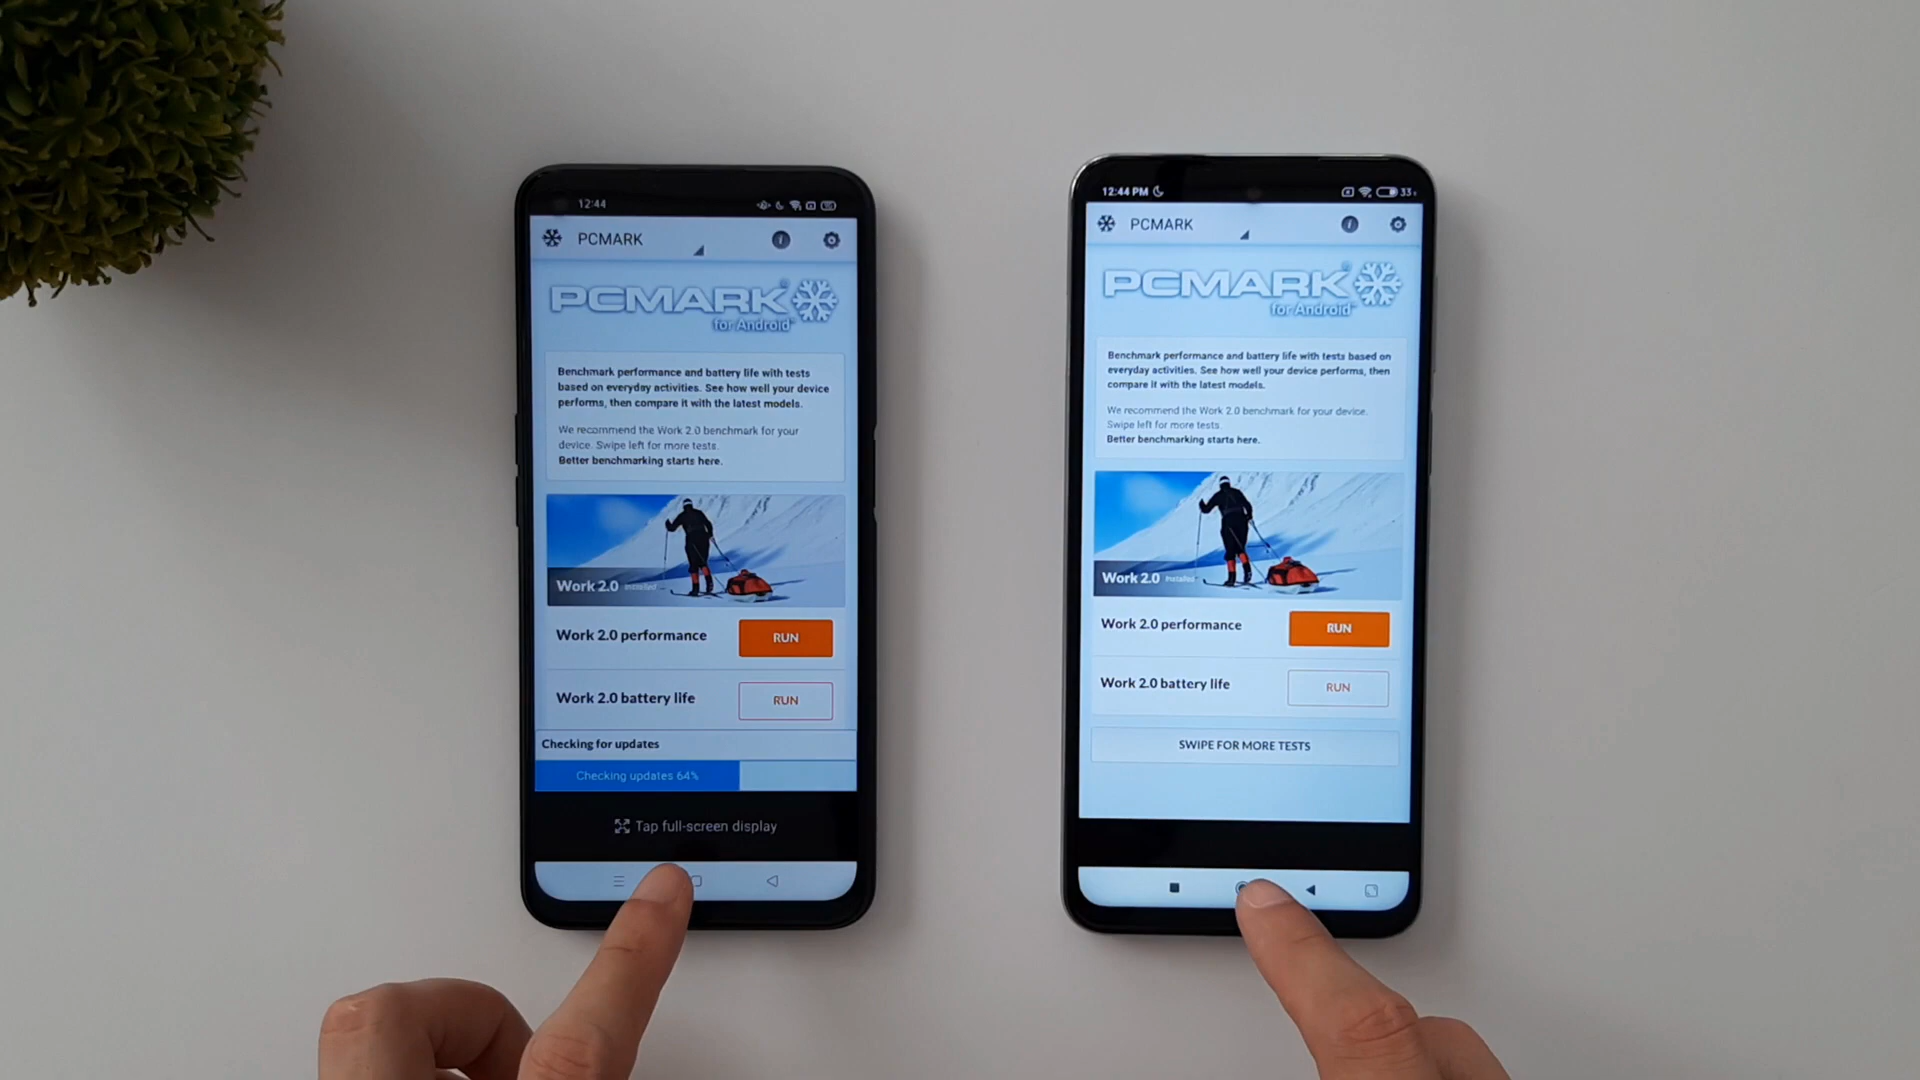 12:44
PCMARK
PCMARK
for Android
Benchmark performance and battery life with tests
based on everyday activities. See how well your device
performs, then compare it with the latest models.
We recommend the Work 2.0 benchmark for your
device. Swipe left for more tests.
Better benchmarking starts here.
Work 2.0 Installed
Work 2.0 performance
RUN
Work 2.0 battery life
RUN
Checking for updates
Checking updates 64%
Tap full-screen display
12:44 PM
33
PCMARK
PCMARK
for Android
Benchmark performance and battery life with tests based on
everyday activities. See how well your device performs, then
compare it with the latest models.
We recommend the Work 2.0 benchmark for your device.
Swipe left for more tests.
Better benchmarking starts here.
Work 2.0 Installed
Work 2.0 performance
RUN
Work 2.0 battery life
RUN
SWIPE FOR MORE TESTS